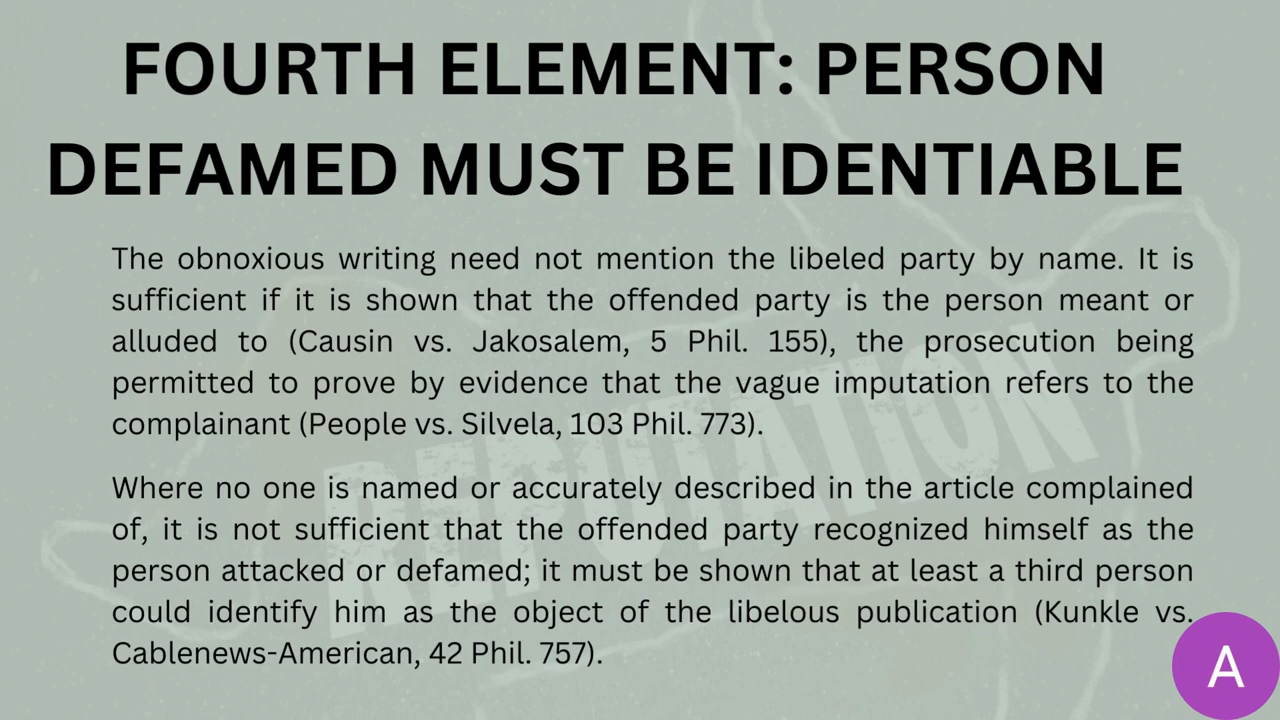 FOURTH ELEMENT: PERSON
DEFAMED MUST BE IDENTIABLE
The obnoxious writing need not mention the libeled party by name. It is
sufficient if it is shown that the offended party is the person meant or
alluded to (Causin vs. Jakosalem, 5 Phil. 155), the prosecution being
permitted to prove by evidence that the vague imputation refers to the
complainant (People vs. Silvela, 103 Phil. 773).
REPUTATION
Where no one is named or accurately described in the article complained
of, it is not sufficient that the offended party recognized himself as the
person attacked or defamed; it must be shown that at least a third person
could identify him as the object of the libelous publication (Kunkle vs.
Cablenews-American, 42 Phil. 757).
A